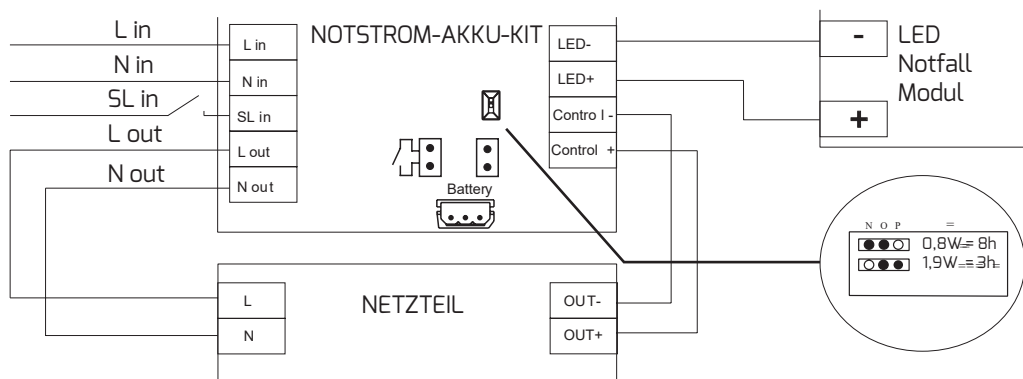 L in
N in
SL in
L out
N out
L in
N in
SL in
L out
N out
NOTSTROM-AKKU-KIT
Battery
LED-
LED+
Contro l -
Control +
-
+
LED
Notfall
Modul
N O P =
0,8W= 8h
1,9W = 3h
L
N
NETZTEIL
OUT-
OUT+